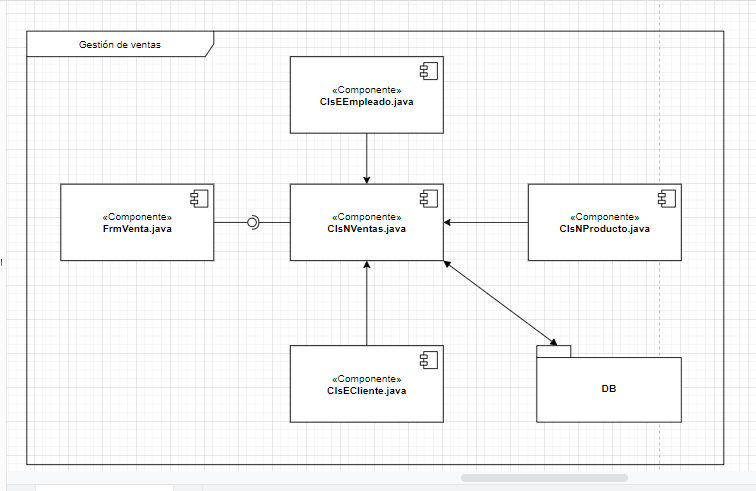 Gestión de ventas
«Componente»
ClsEEmpleado.java
«Componente»
FrmVenta.java
«Componente»
ClsNVentas.java
«Componente»
ClsNProducto.java
«Componente»
ClsECliente.java
DB